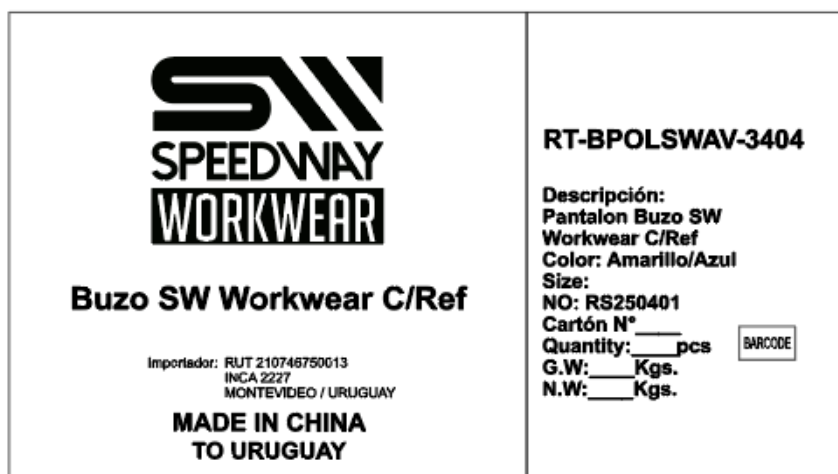 SW
SPEEDWAY
WORKWEAR
Buzo SW Workwear C/Ref
Importador: RUT 210746750013
INCA 2227
MONTEVIDEO / URUGUAY
MADE IN CHINA
TO URUGUAY
RT-BPOLSWAV-3404
Descripción:
Pantalon Buzo SW
Workwear C/Ref
Color: Amarillo/Azul
Size:
NO: RS250401
Cartón N°____
Quantity:____pcs
BARCODE
G.W:____Kgs.
N.W:____Kgs.